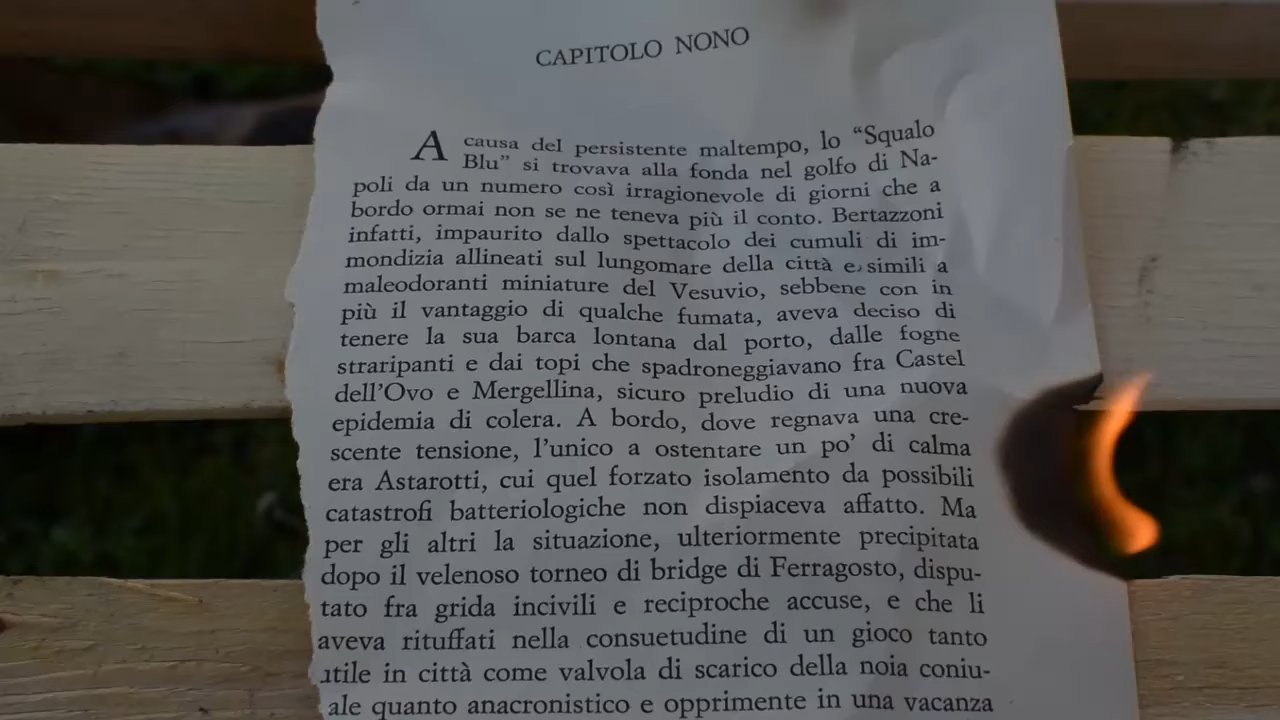 CAPITOLO NONO
A causa del persistente maltempo, lo “Squalo
Blu” si trovava alla fonda nel golfo di Na-
poli da un numero così irragionevole di giorni che a
bordo ormai non se ne teneva più il conto. Bertazzoni
infatti, impaurito dallo spettacolo dei cumuli di im-
mondizia allineati sul lungomare della città e, simili a
maleodoranti miniature del Vesuvio, sebbene con in
più il vantaggio di qualche fumata, aveva deciso di
tenere la sua barca lontana dal porto, dalle fogne
straripanti e dai topi che spadroneggiavano fra Castel
dell’Ovo e Mergellina, sicuro preludio di una nuova
epidemia di colera. A bordo, dove regnava una cre-
scente tensione, l’unico a ostentare un po’ di calma
era Astarotti, cui quel forzato isolamento da possibili
catastrofi batteriologiche non dispiaceva affatto. Ma
per gli altri la situazione, ulteriormente precipitata
dopo il velenoso torneo di bridge di Ferragosto, dispu-
tato fra grida incivili e reciproche accuse, e che li
aveva rituffati nella consuetudine di un gioco tanto
utile in città come valvola di scarico della noia coniu-
ale quanto anacronistico e opprimente in una vacanza